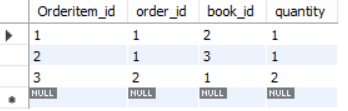 Orderitem_id order_id book_id quantity
1 1 2 1
2 1 3 1
3 2 1 2
NULL NULL NULL NULL